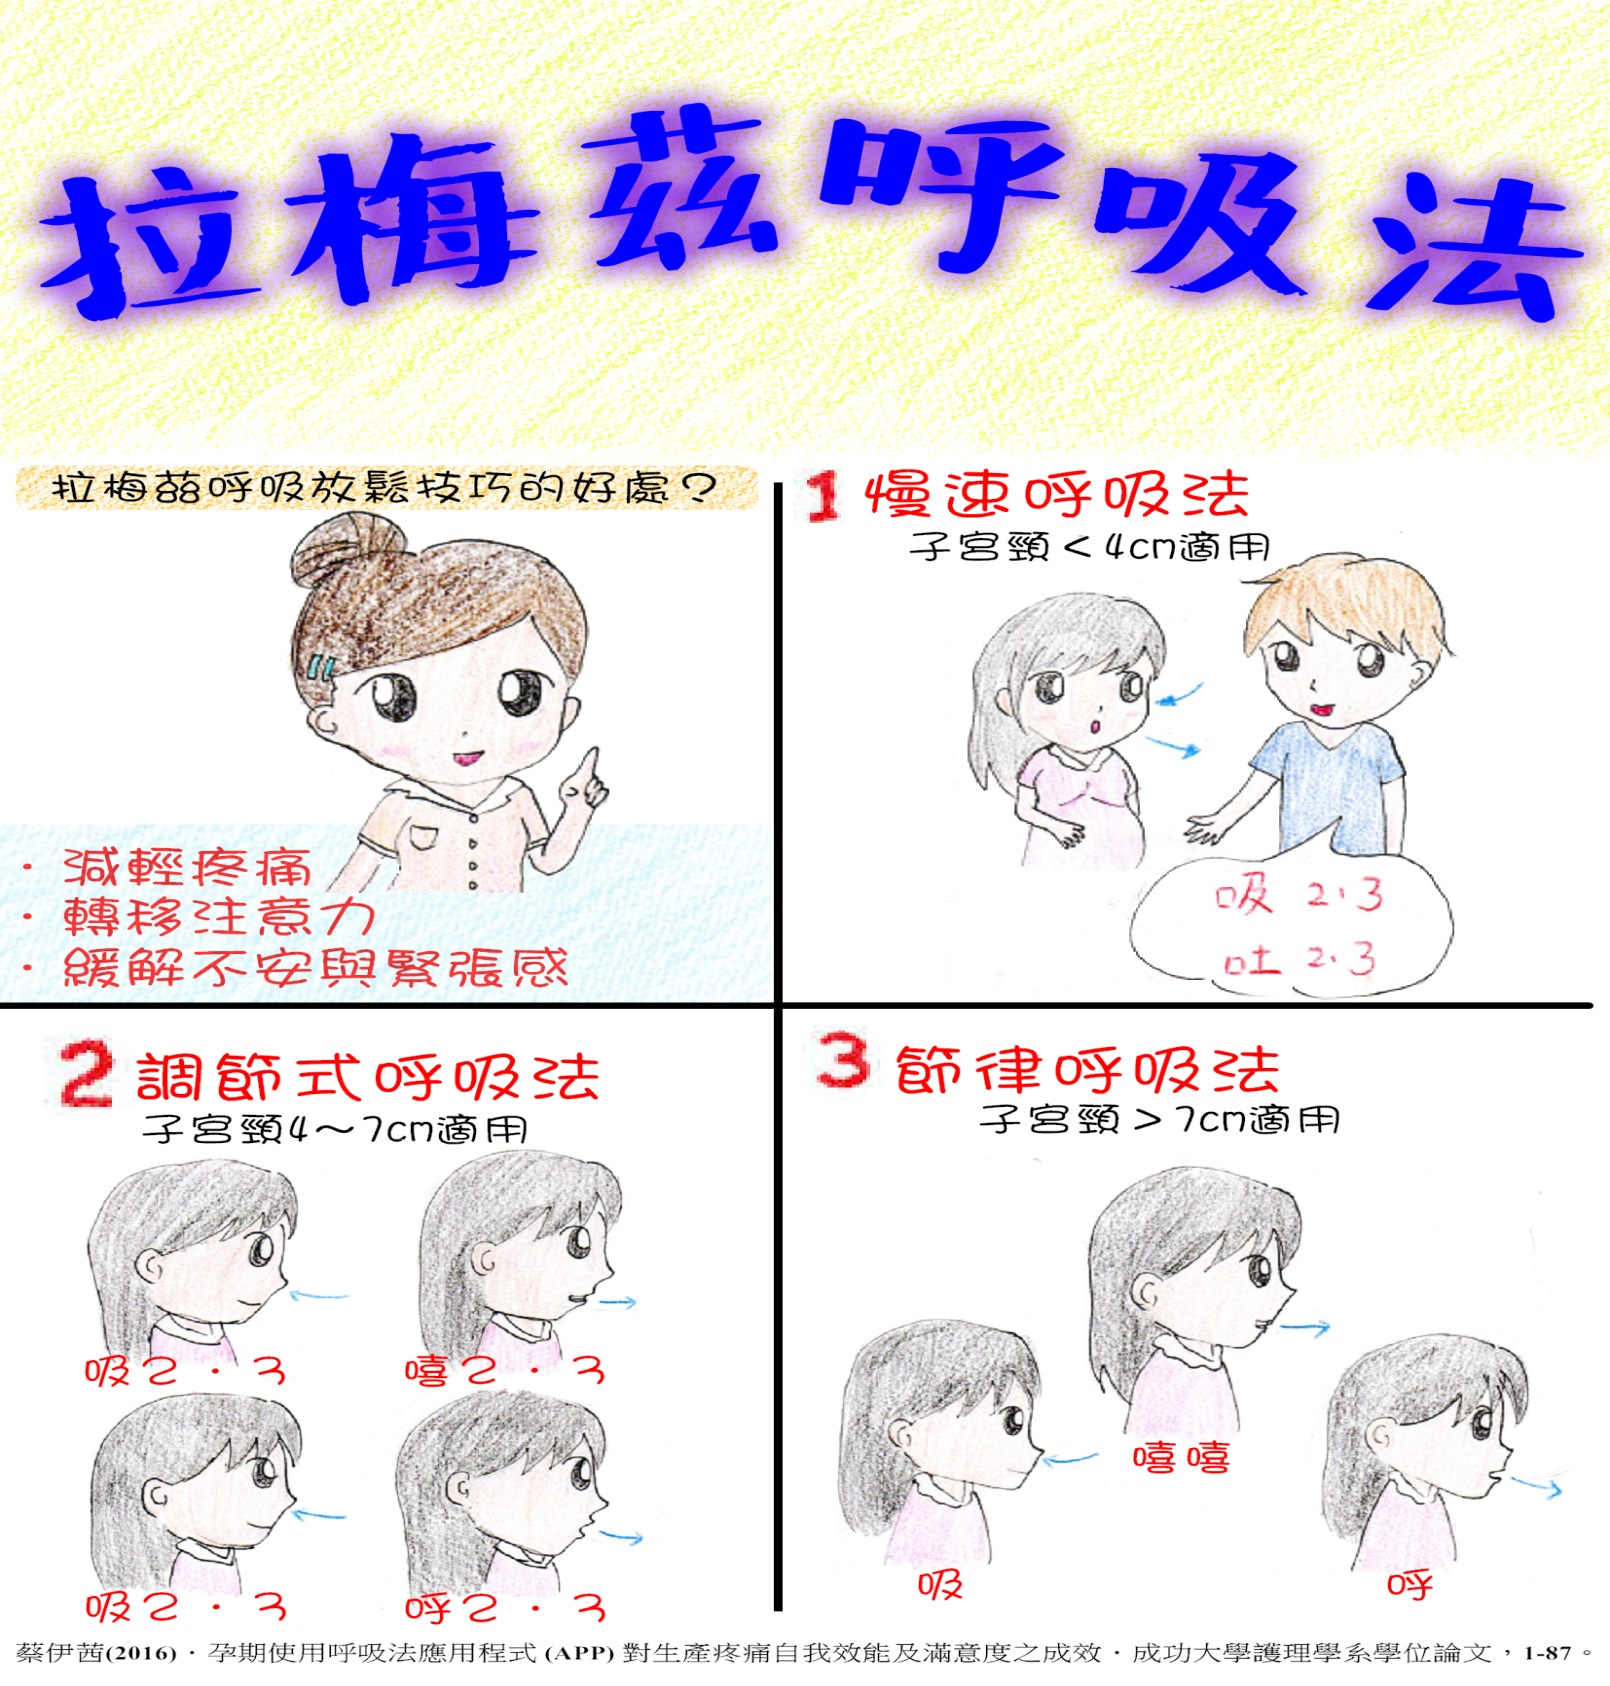 拉梅茲呼吸法
拉梅茲呼吸放鬆技巧的好處？
· 減輕疼痛
· 轉移注意力
· 緩解不安與緊張感
1 慢速呼吸法
子宮頸＜4cm適用
吸 2.3
吐 2.3
2 調節式呼吸法
子宮頸4～7cm適用
吸2．3
嘻2．3
吸2．3
呼2．3
3 節律呼吸法
子宮頸＞7cm適用
吸
嘻嘻
呼
蔡伊茜(2016)．孕期使用呼吸法應用程式 (APP) 對生產疼痛自我效能及滿意度之成效．成功大學護理學系學位論文，1-87。